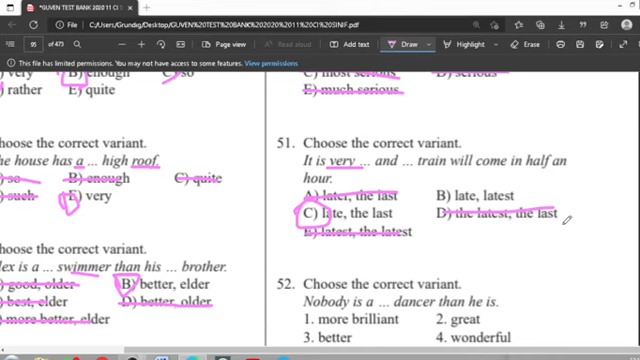 C:/Users/Grundig/Desktop/GUVEN%20TEST%20BANK%202020%2011%20CI%20SINIF.pdf
95 of 473
Page view
Read aloud
Add text
Draw
Highlight
Erase
This file has limited permissions. You may not have access to some features. View permissions
very B) enough C) so
rather E) quite
hoose the correct variant.
he house has a ... high roof.
so B) enough C) quite
such E) very
hoose the correct variant.
lex is a ... swimmer than his ... brother.
good, older B) better, elder
best, elder D) better, older
more better, elder
C) most serious D) serious
E) much serious
51. Choose the correct variant.
It is very ... and ... train will come in half an
hour.
A) later, the last B) late, latest
C) late, the last D) the latest, the last
E) latest, the latest
52. Choose the correct variant.
Nobody is a ... dancer than he is.
1. more brilliant 2. great
3. better 4. wonderful